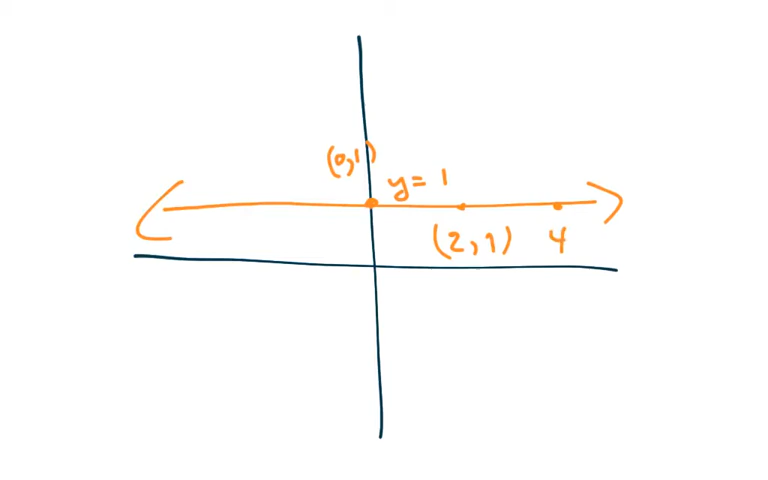 (0,1)
y = 1
(2,1) 4